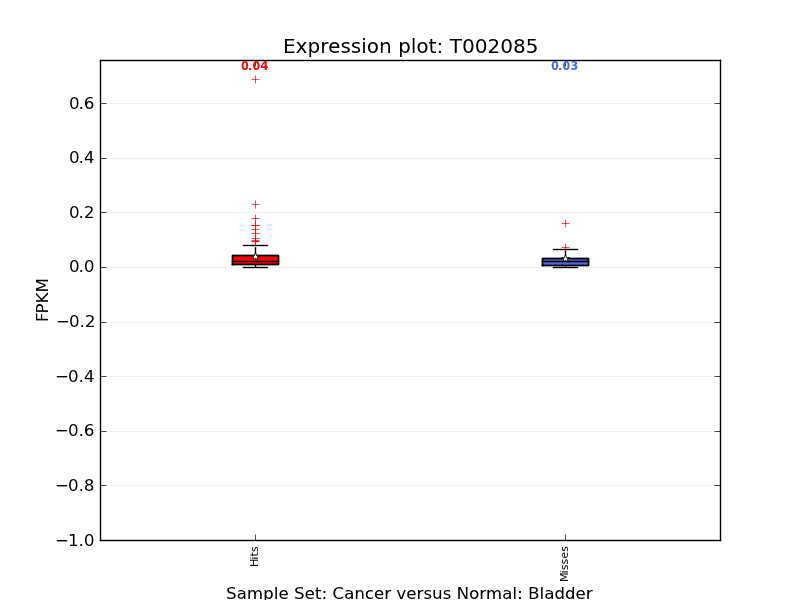 Expression plot: T002085
0.04
0.03
0.6
0.4
0.2
0.0
−0.2
−0.4
−0.6
−0.8
−1.0
FPKM
Hits
Misses
Sample Set: Cancer versus Normal: Bladder